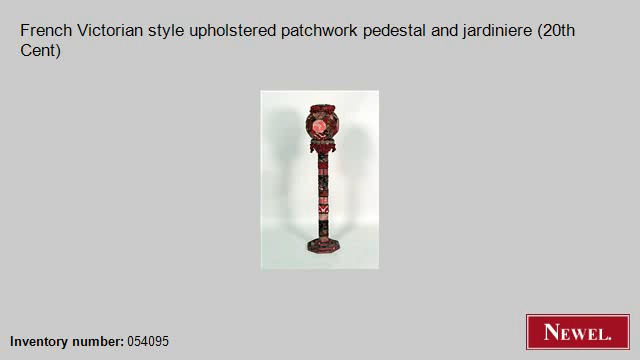 French Victorian style upholstered patchwork pedestal and jardiniere (20th
Cent)
Inventory number: 054095
NEWEL.